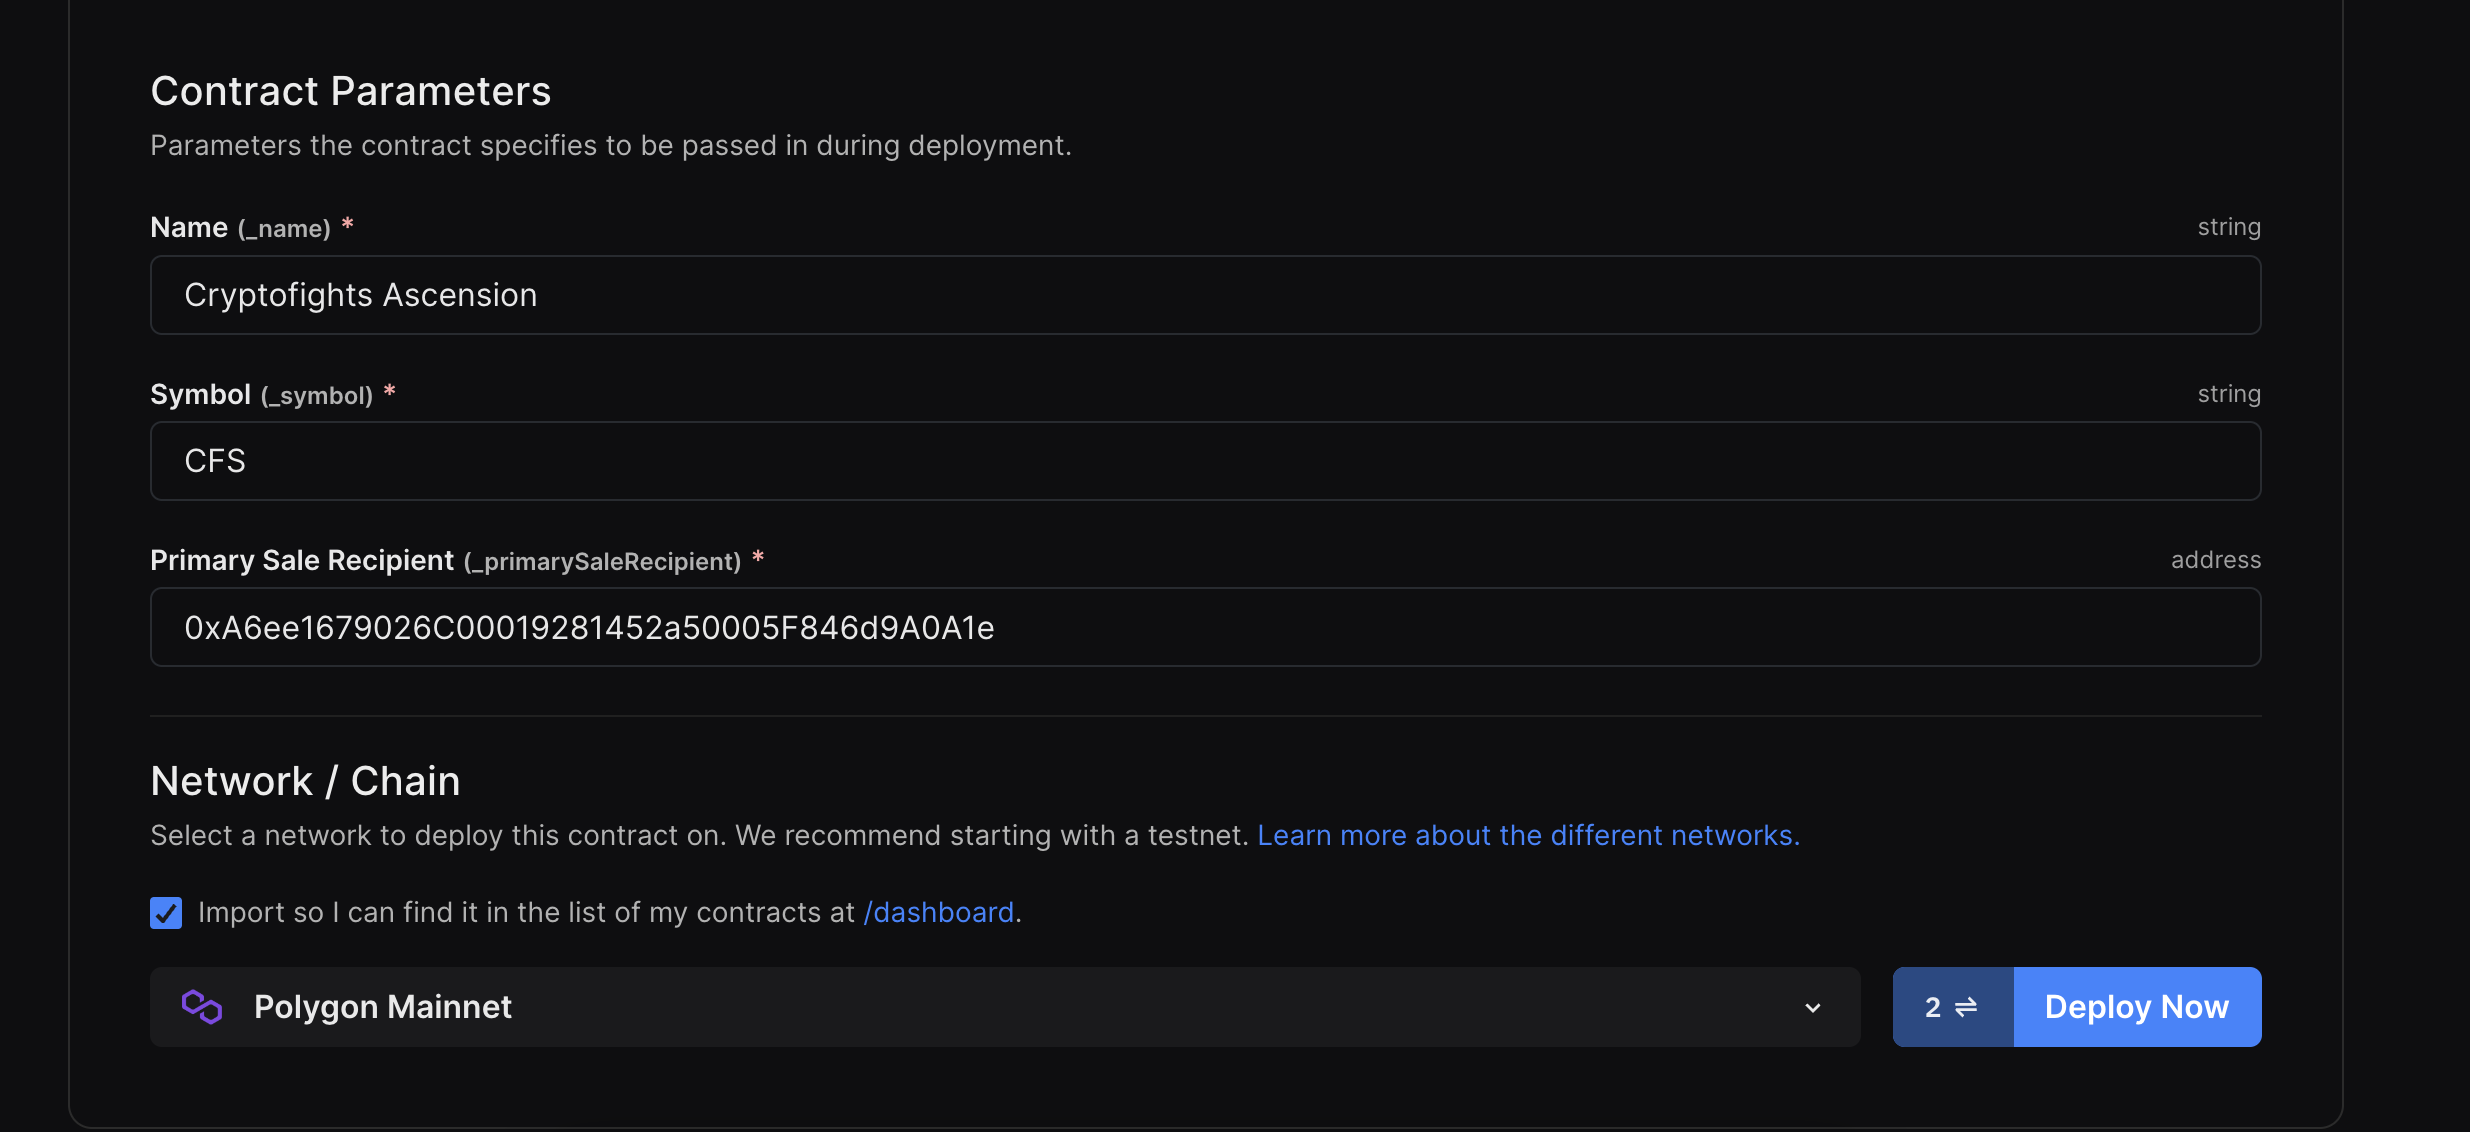 Contract Parameters
Parameters the contract specifies to be passed in during deployment.
Name (_name) *
string
Cryptofights Ascension
Symbol (_symbol) *
string
CFS
Primary Sale Recipient (_primarySaleRecipient) *
address
0xA6ee1679026C00019281452a50005F846d9A0A1e
Network / Chain
Select a network to deploy this contract on. We recommend starting with a testnet. Learn more about the different networks.
Import so I can find it in the list of my contracts at /dashboard.
Polygon Mainnet
2 ⇌ Deploy Now